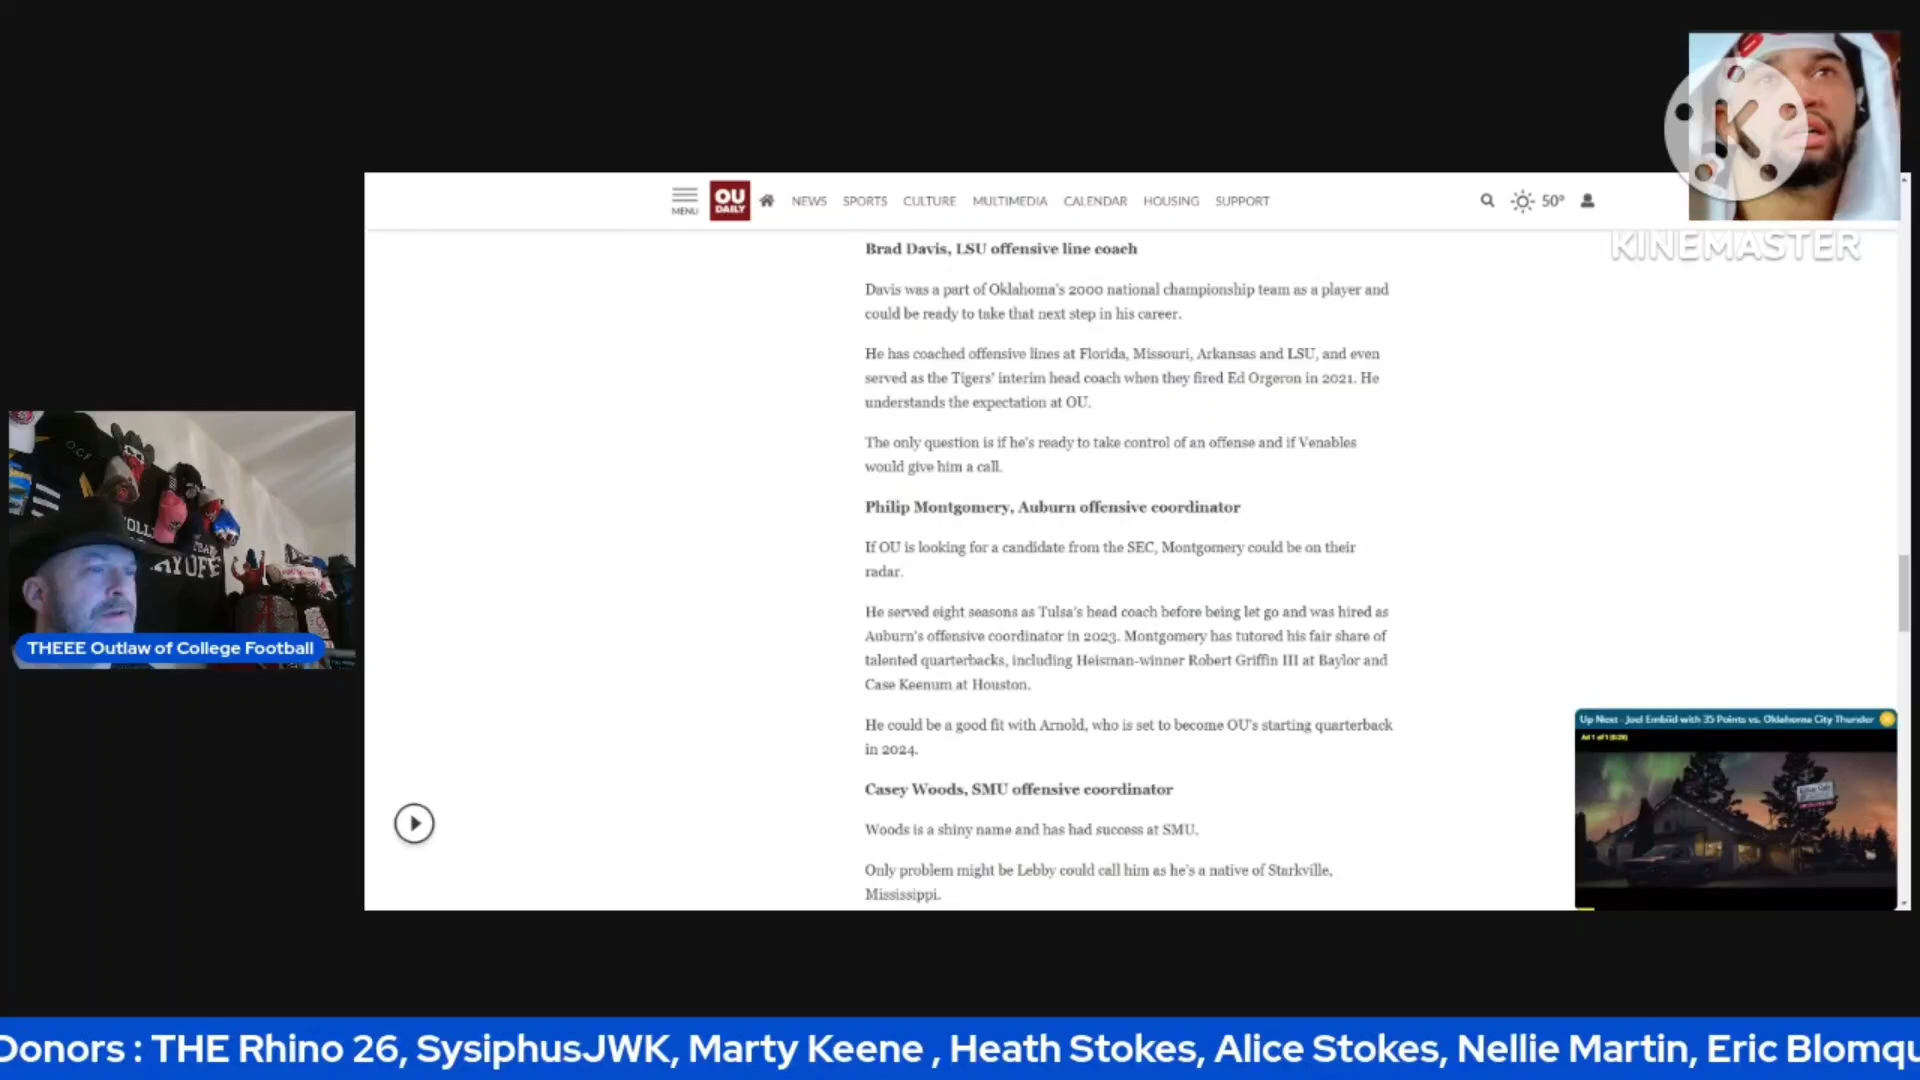 MENU
OU
DAILY
NEWS SPORTS CULTURE MULTIMEDIA CALENDAR HOUSING SUPPORT
50°
K
KINEMASTER
Brad Davis, LSU offensive line coach
Davis was a part of Oklahoma's 2000 national championship team as a player and
could be ready to take that next step in his career.
He has coached offensive lines at Florida, Missouri, Arkansas and LSU, and even
served as the Tigers' interim head coach when they fired Ed Orgeron in 2021. He
understands the expectation at OU.
The only question is if he's ready to take control of an offense and if Venables
would give him a call.
Philip Montgomery, Auburn offensive coordinator
If OU is looking for a candidate from the SEC, Montgomery could be on their
radar.
He served eight seasons as Tulsa's head coach before being let go and was hired as
Auburn's offensive coordinator in 2023. Montgomery has tutored his fair share of
talented quarterbacks, including Heisman-winner Robert Griffin III at Baylor and
Case Keenum at Houston.
He could be a good fit with Arnold, who is set to become OU's starting quarterback
in 2024.
Casey Woods, SMU offensive coordinator
Woods is a shiny name and has had success at SMU.
Only problem might be Lebby could call him as he's a native of Starkville,
Mississippi.
THEEE Outlaw of College Football
Up Next - Joel Embiid with 35 Points vs. Oklahoma City Thunder
Donors : THE Rhino 26, SysiphusJWK, Marty Keene , Heath Stokes, Alice Stokes, Nellie Martin, Eric Blomqu